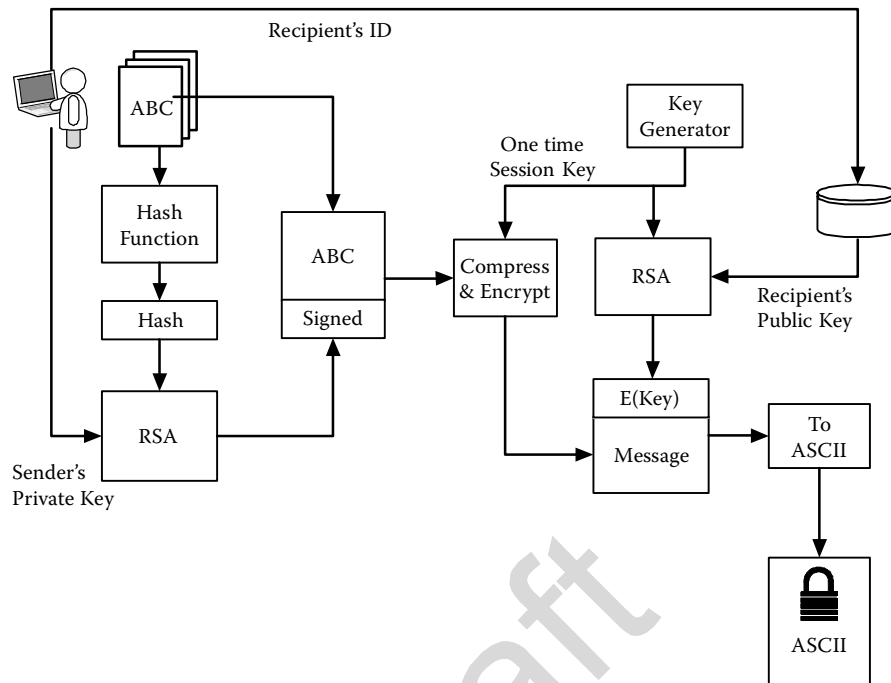 Recipient's ID
ABC
Key
Generator
One time
Session Key
Hash
Function
ABC
Signed
Compress
& Encrypt
RSA
Recipient's
Public Key
Hash
RSA
E(Key)
Message
To
ASCII
Sender's
Private Key
ASCII